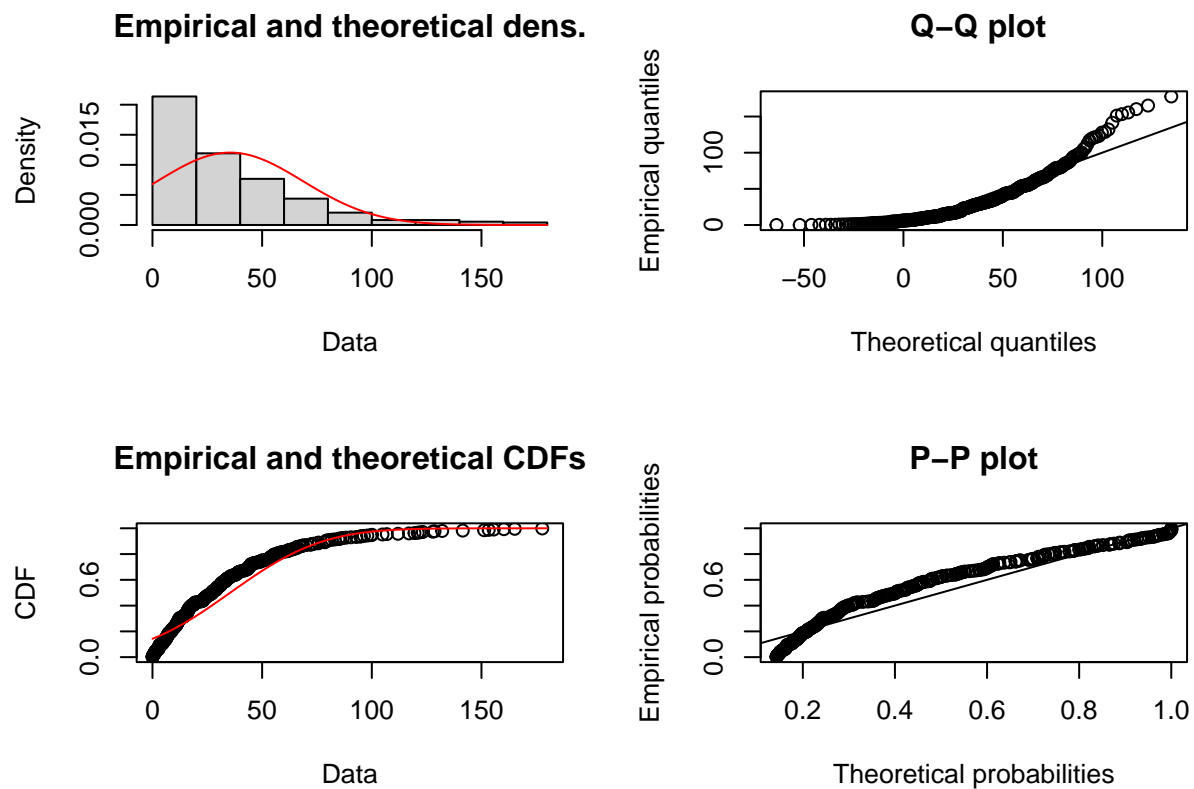 Empirical and theoretical dens.
Density
0.000 0.015
0 50 100 150
Data
Q−Q plot
Empirical quantiles
0 100
−50 0 50 100
Theoretical quantiles
Empirical and theoretical CDFs
CDF
0.0 0.6
0 50 100 150
Data
P−P plot
Empirical probabilities
0.0 0.6
0.2 0.4 0.6 0.8 1.0
Theoretical probabilities